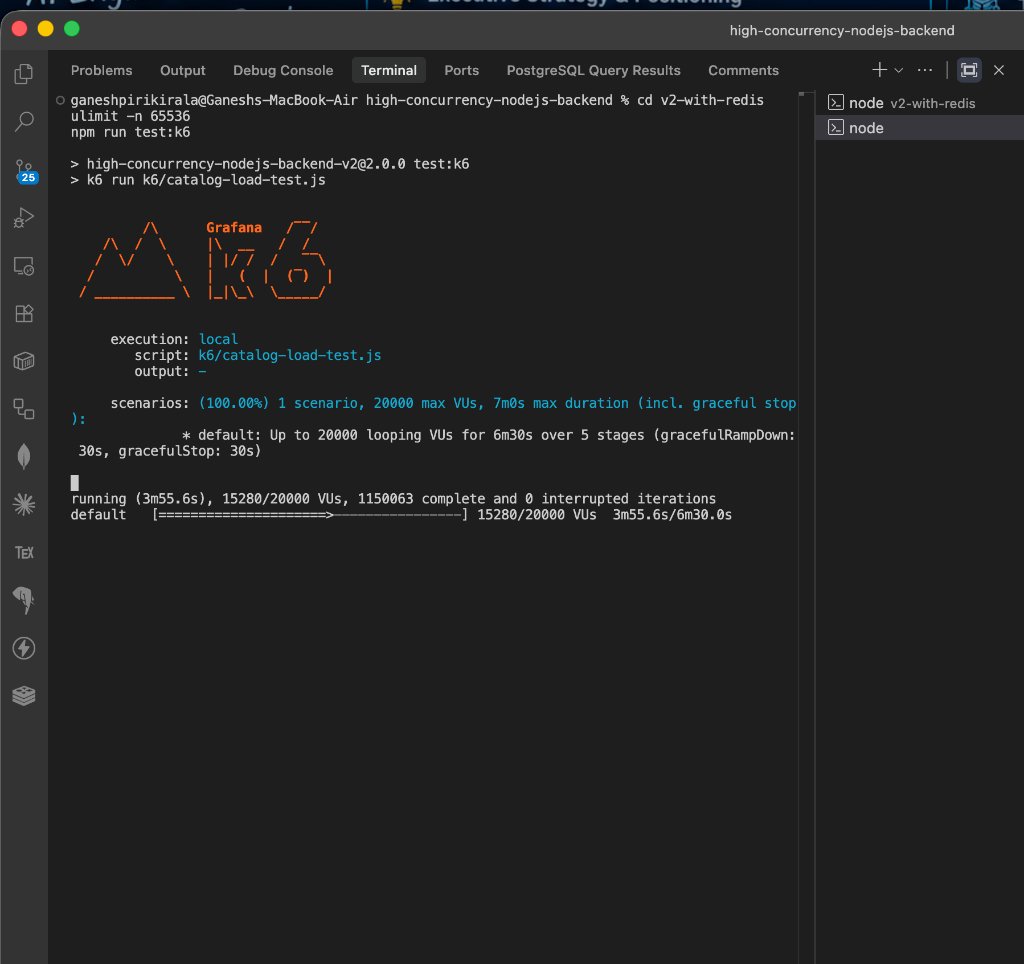 Executive Strategy & Positioning
high-concurrency-nodejs-backend
Problems Output Debug Console Terminal Ports PostgreSQL Query Results Comments
ganeshpirikirala@Ganeshs-MacBook-Air high-concurrency-nodejs-backend % cd v2-with-redis
ulimit -n 65536
npm run test:k6
> high-concurrency-nodejs-backend-v2@2.0.0 test:k6
> k6 run k6/catalog-load-test.js
Grafana
k6
execution: local
script: k6/catalog-load-test.js
output: -
scenarios: (100.00%) 1 scenario, 20000 max VUs, 7m0s max duration (incl. graceful stop
):
* default: Up to 20000 looping VUs for 6m30s over 5 stages (gracefulRampDown:
30s, gracefulStop: 30s)
running (3m55.6s), 15280/20000 VUs, 1150063 complete and 0 interrupted iterations
default [======================>-----------------] 15280/20000 VUs 3m55.6s/6m30.0s
node v2-with-redis
node
25
TEX